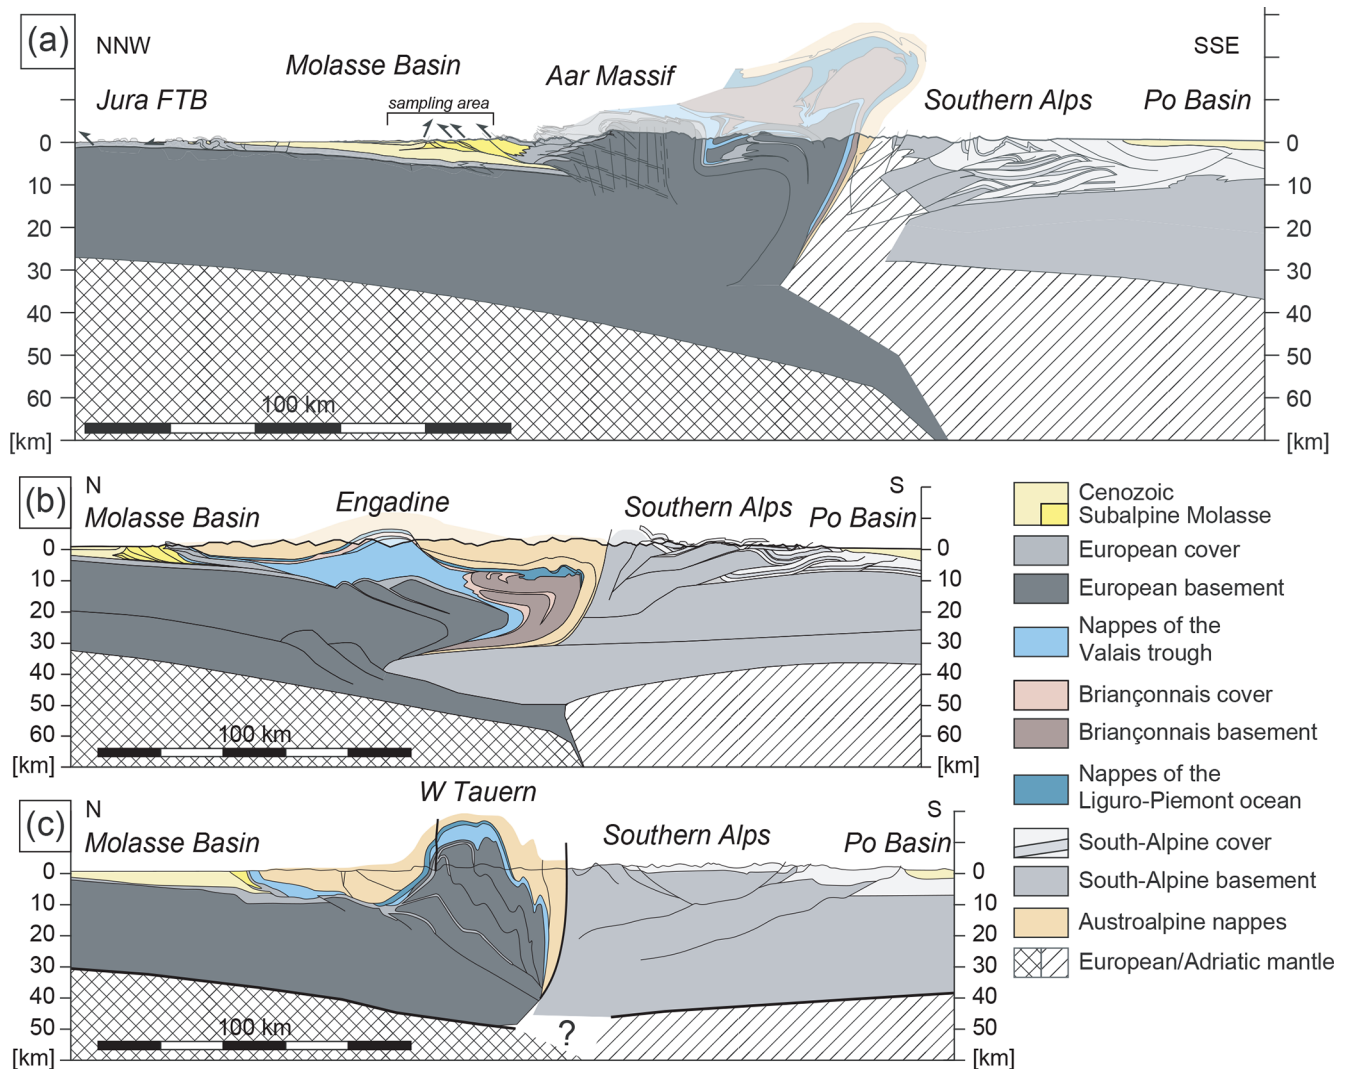 (a)
NNW
SSE
Molasse Basin
Aar Massif
Jura FTB
sampling area
Southern Alps
Po Basin
0
10
20
30
40
50
60
[km]
100 km
0
10
20
30
40
50
60
[km]
(b)
N
S
Molasse Basin
Engadine
Southern Alps
Po Basin
0
10
20
30
40
50
60
[km]
100 km
0
10
20
30
40
50
60
[km]
Cenozoic
Subalpine Molasse
European cover
European basement
Nappes of the
Valais trough
Briançonnais cover
Briançonnais basement
Nappes of the
Liguro-Piemont ocean
South-Alpine cover
South-Alpine basement
Austroalpine nappes
European/Adriatic mantle
(c)
N
S
W Tauern
Molasse Basin
Southern Alps
Po Basin
0
10
20
30
40
50
[km]
100 km
?
0
10
20
30
40
50
[km]